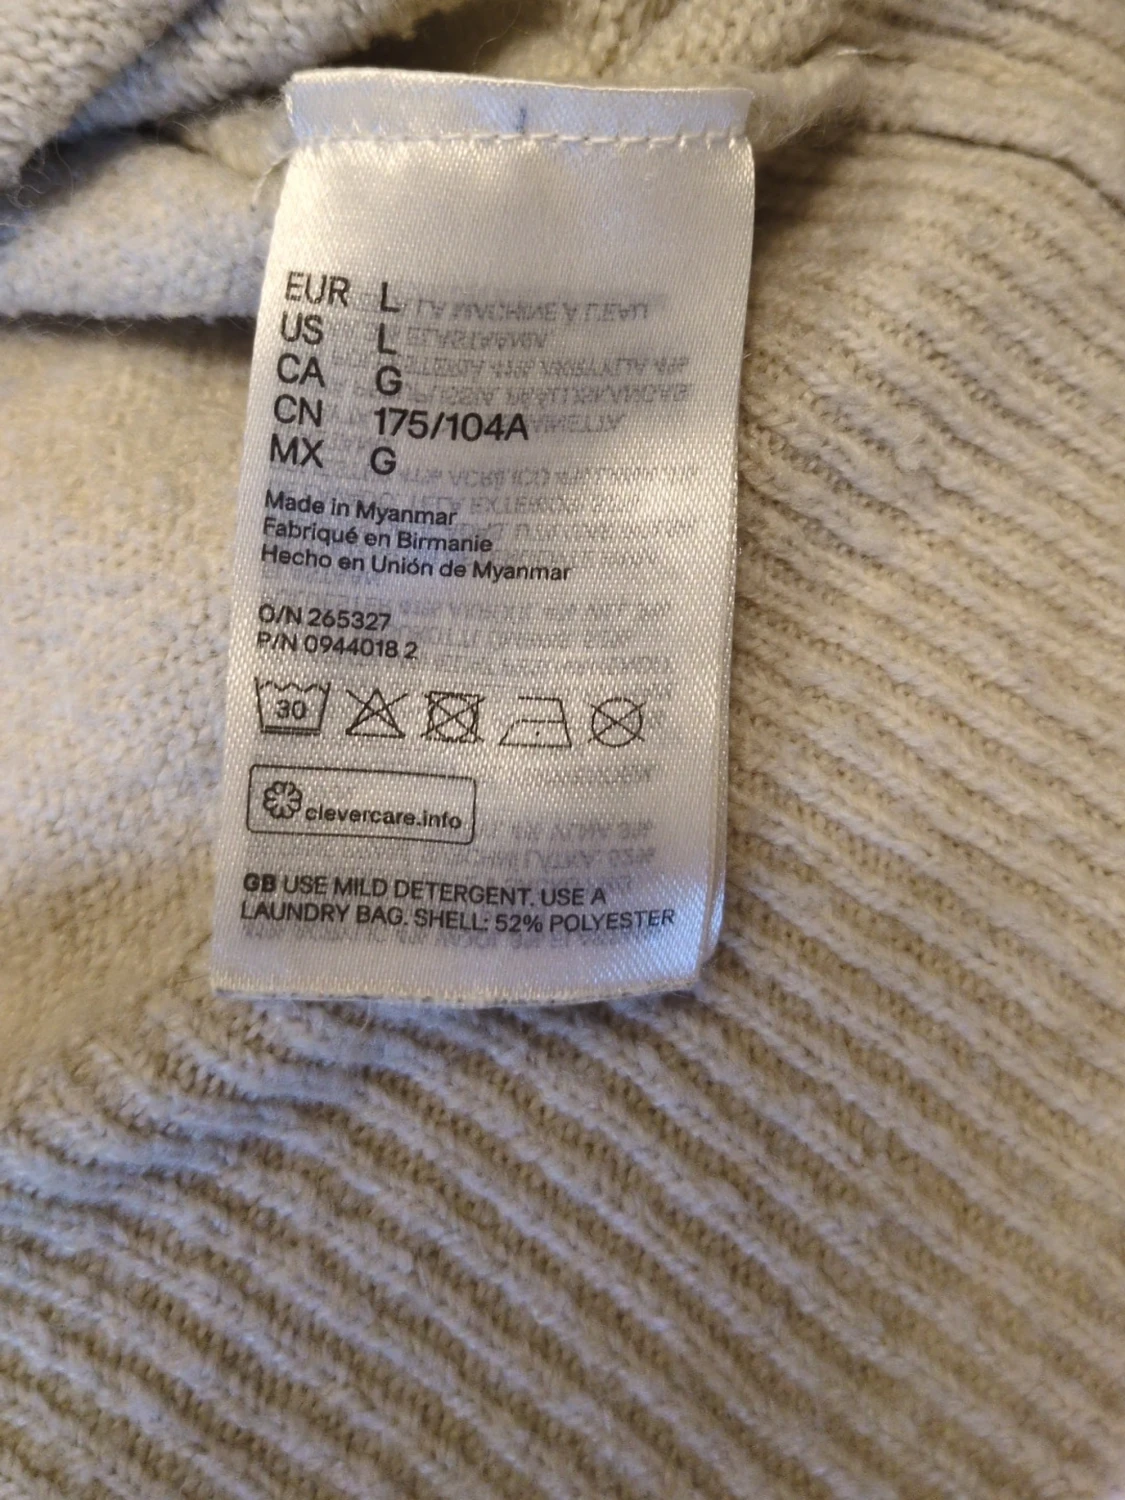 EUR L
US L
CA G
CN 175/104A
MX G
Made in Myanmar
Fabriqué en Birmanie
Hecho en Unión de Myanmar
O/N 265327
P/N 0944018 2
30
clevercare.info
GB USE MILD DETERGENT. USE A
LAUNDRY BAG. SHELL: 52% POLYESTER